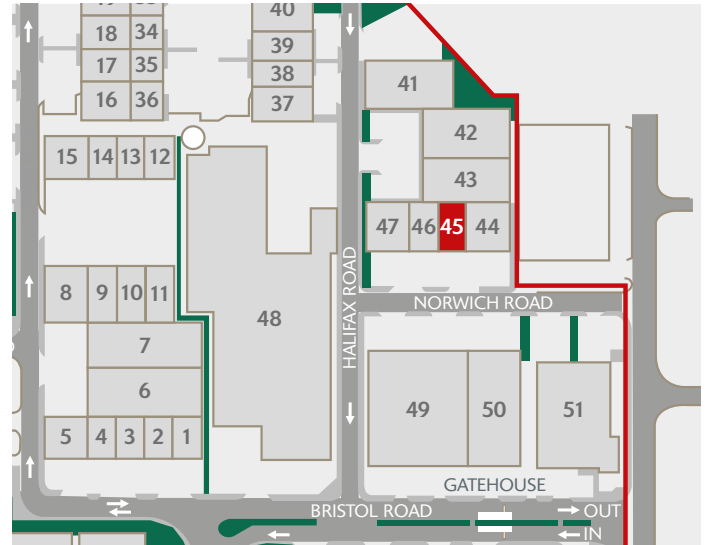 19 33 40
18 34 39
17 35 38
16 36 37
41
42
43
15 14 13 12
47 46 45 44
8 9 10 11
HALIFAX ROAD
NORWICH ROAD
48
7
6
49 50 51
5 4 3 2 1
GATEHOUSE
BRISTOL ROAD
OUT
IN